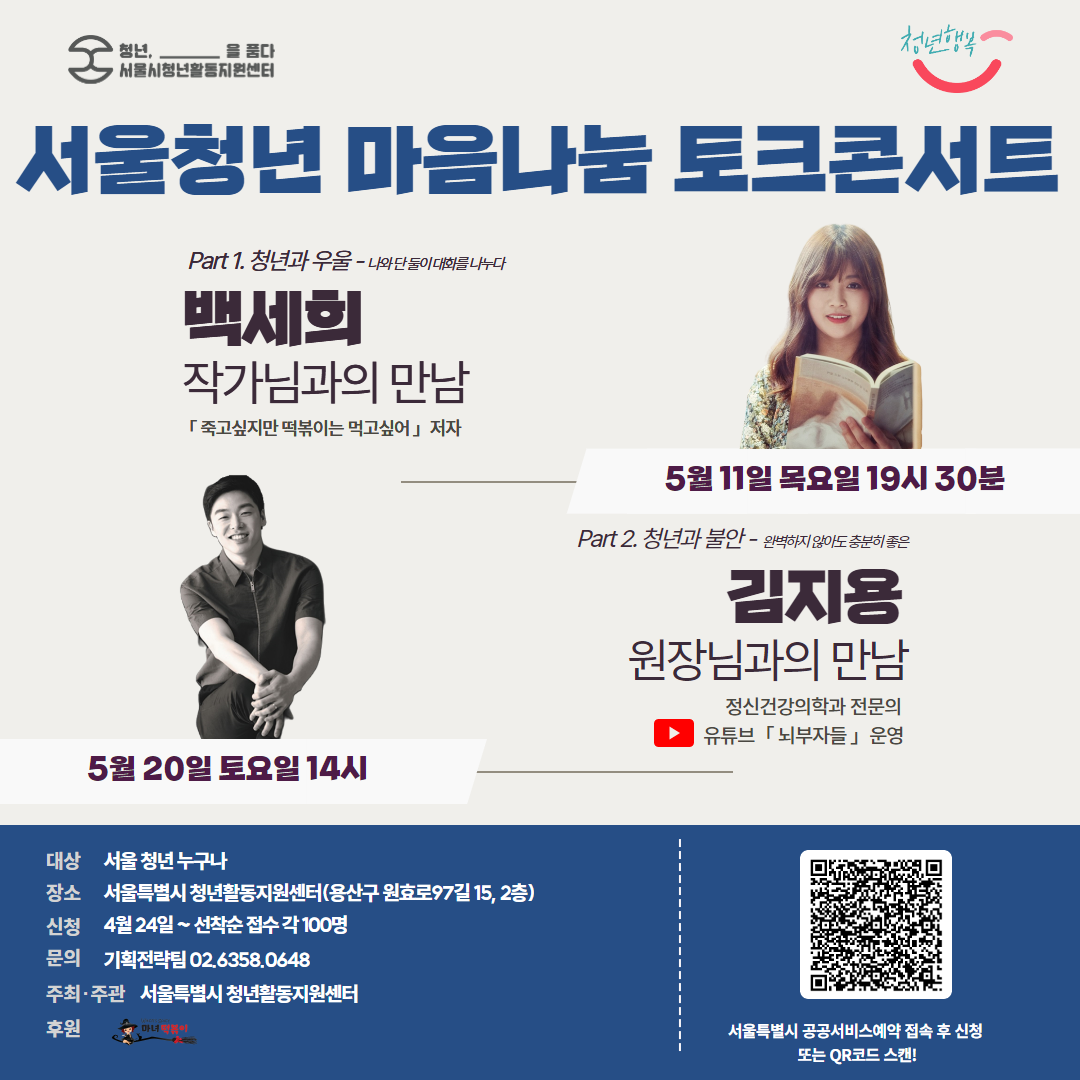 청년, ________ 을 품다
서울시청년활동지원센터
청년행복
서울청년 마음나눔 토크콘서트
Part 1. 청년과 우울 - 나와 단 둘이 대화를 나누다
백세희
작가님과의 만남
「 죽고싶지만 떡볶이는 먹고싶어 」 저자
5월 11일 목요일 19시 30분
Part 2. 청년과 불안 - 완벽하지 않아도 충분히 좋은
김지용
원장님과의 만남
정신건강의학과 전문의
유튜브 「 뇌부자들 」 운영
5월 20일 토요일 14시
대상 서울 청년 누구나
장소 서울특별시 청년활동지원센터(용산구 원효로97길 15, 2층)
신청 4월 24일 ~ 선착순 접수 각 100명
문의 기획전략팀 02.6358.0648
주최·주관 서울특별시 청년활동지원센터
후원 마녀떡볶이
서울특별시 공공서비스예약 접속 후 신청
또는 QR코드 스캔!